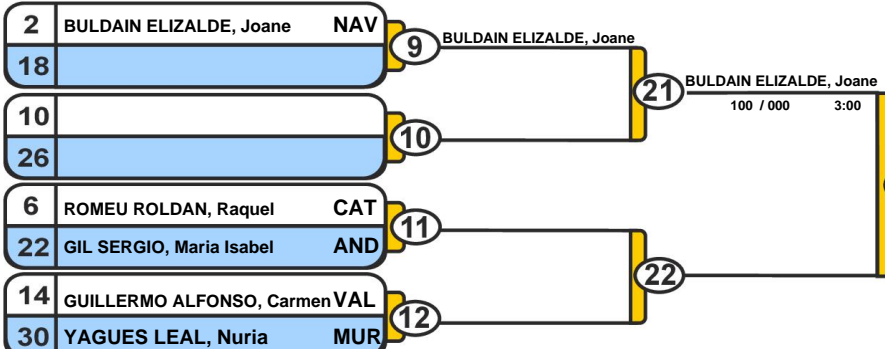 2 BULDAIN ELIZALDE, Joane NAV
18
9
BULDAIN ELIZALDE, Joane
10
26
10
21
BULDAIN ELIZALDE, Joane
100 / 000 3:00
6 ROMEU ROLDAN, Raquel CAT
22 GIL SERGIO, Maria Isabel AND
11
14 GUILLERMO ALFONSO, Carmen VAL
30 YAGUES LEAL, Nuria MUR
12
22